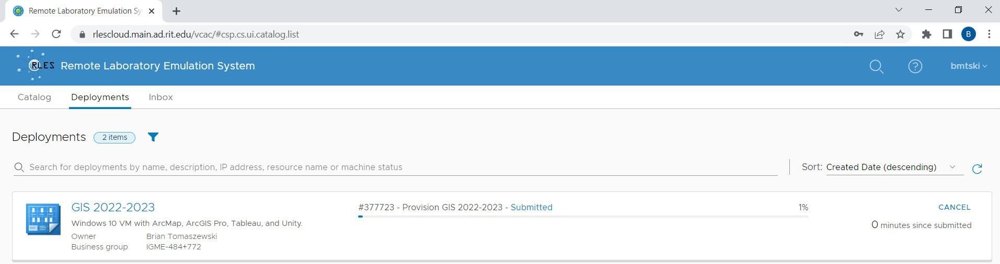 Remote Laboratory Emulation Sy
rlescloud.main.ad.rit.edu/vcac/#csp.cs.ui.catalog.list
B
RLES Remote Laboratory Emulation System
? bmtski
Catalog Deployments Inbox
Deployments 2 items
Search for deployments by name, description, IP address, resource name or machine status
Sort: Created Date (descending)
GIS 2022-2023
#377723 - Provision GIS 2022-2023 - Submitted 1%
CANCEL
Windows 10 VM with ArcMap, ArcGIS Pro, Tableau, and Unity.
0 minutes since submitted
Owner Brian Tomaszewski
Business group IGME-484+772